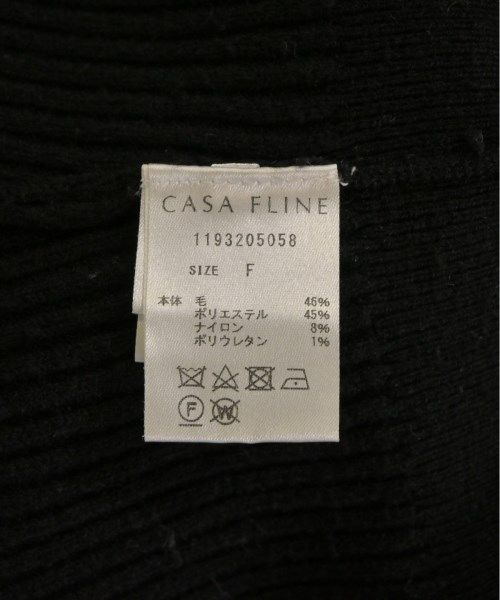 CASA FLINE
1193205058
SIZE F
本体 毛 46%
ポリエステル 45%
ナイロン 8%
ポリウレタン 1%
F W